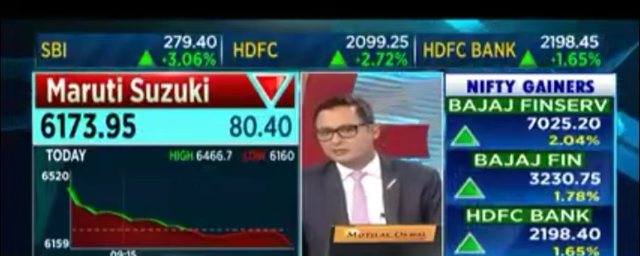 SBI 279.40 +3.06% HDFC 2099.25 +2.72% HDFC BANK 2198.45 +1.65%
Maruti Suzuki
6173.95 80.40
TODAY HIGH 6466.7 LOW 6160
6520
6159
09:15
NIFTY GAINERS
BAJAJ FINSERV
7025.20
2.04%
BAJAJ FIN
3230.75
1.78%
HDFC BANK
2198.40
1.65%
MOTILAL OSWAL